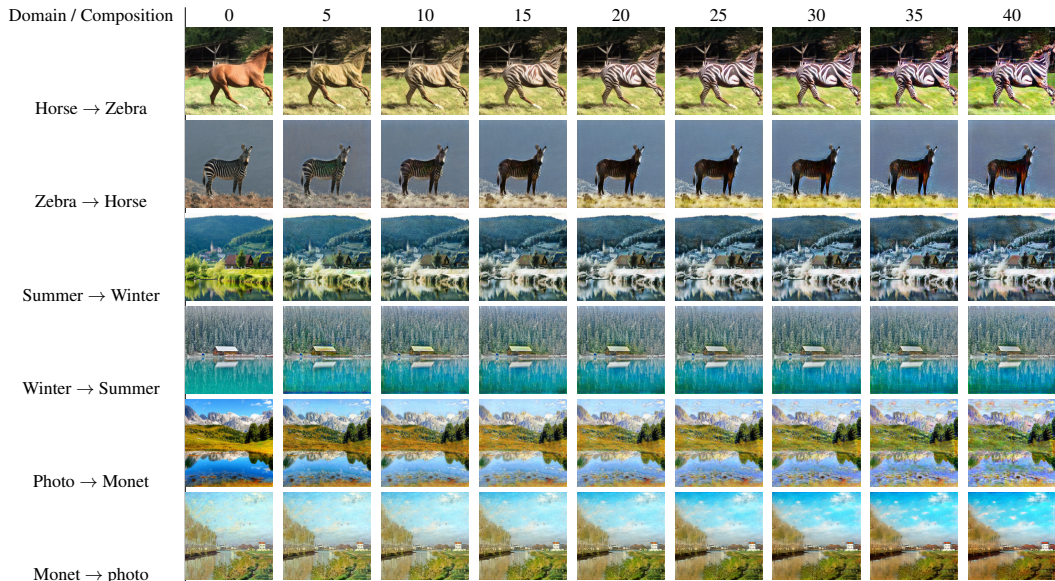 Domain / Composition 0 5 10 15 20 25 30 35 40
Horse → Zebra
Zebra → Horse
Summer → Winter
Winter → Summer
Photo → Monet
Monet → photo